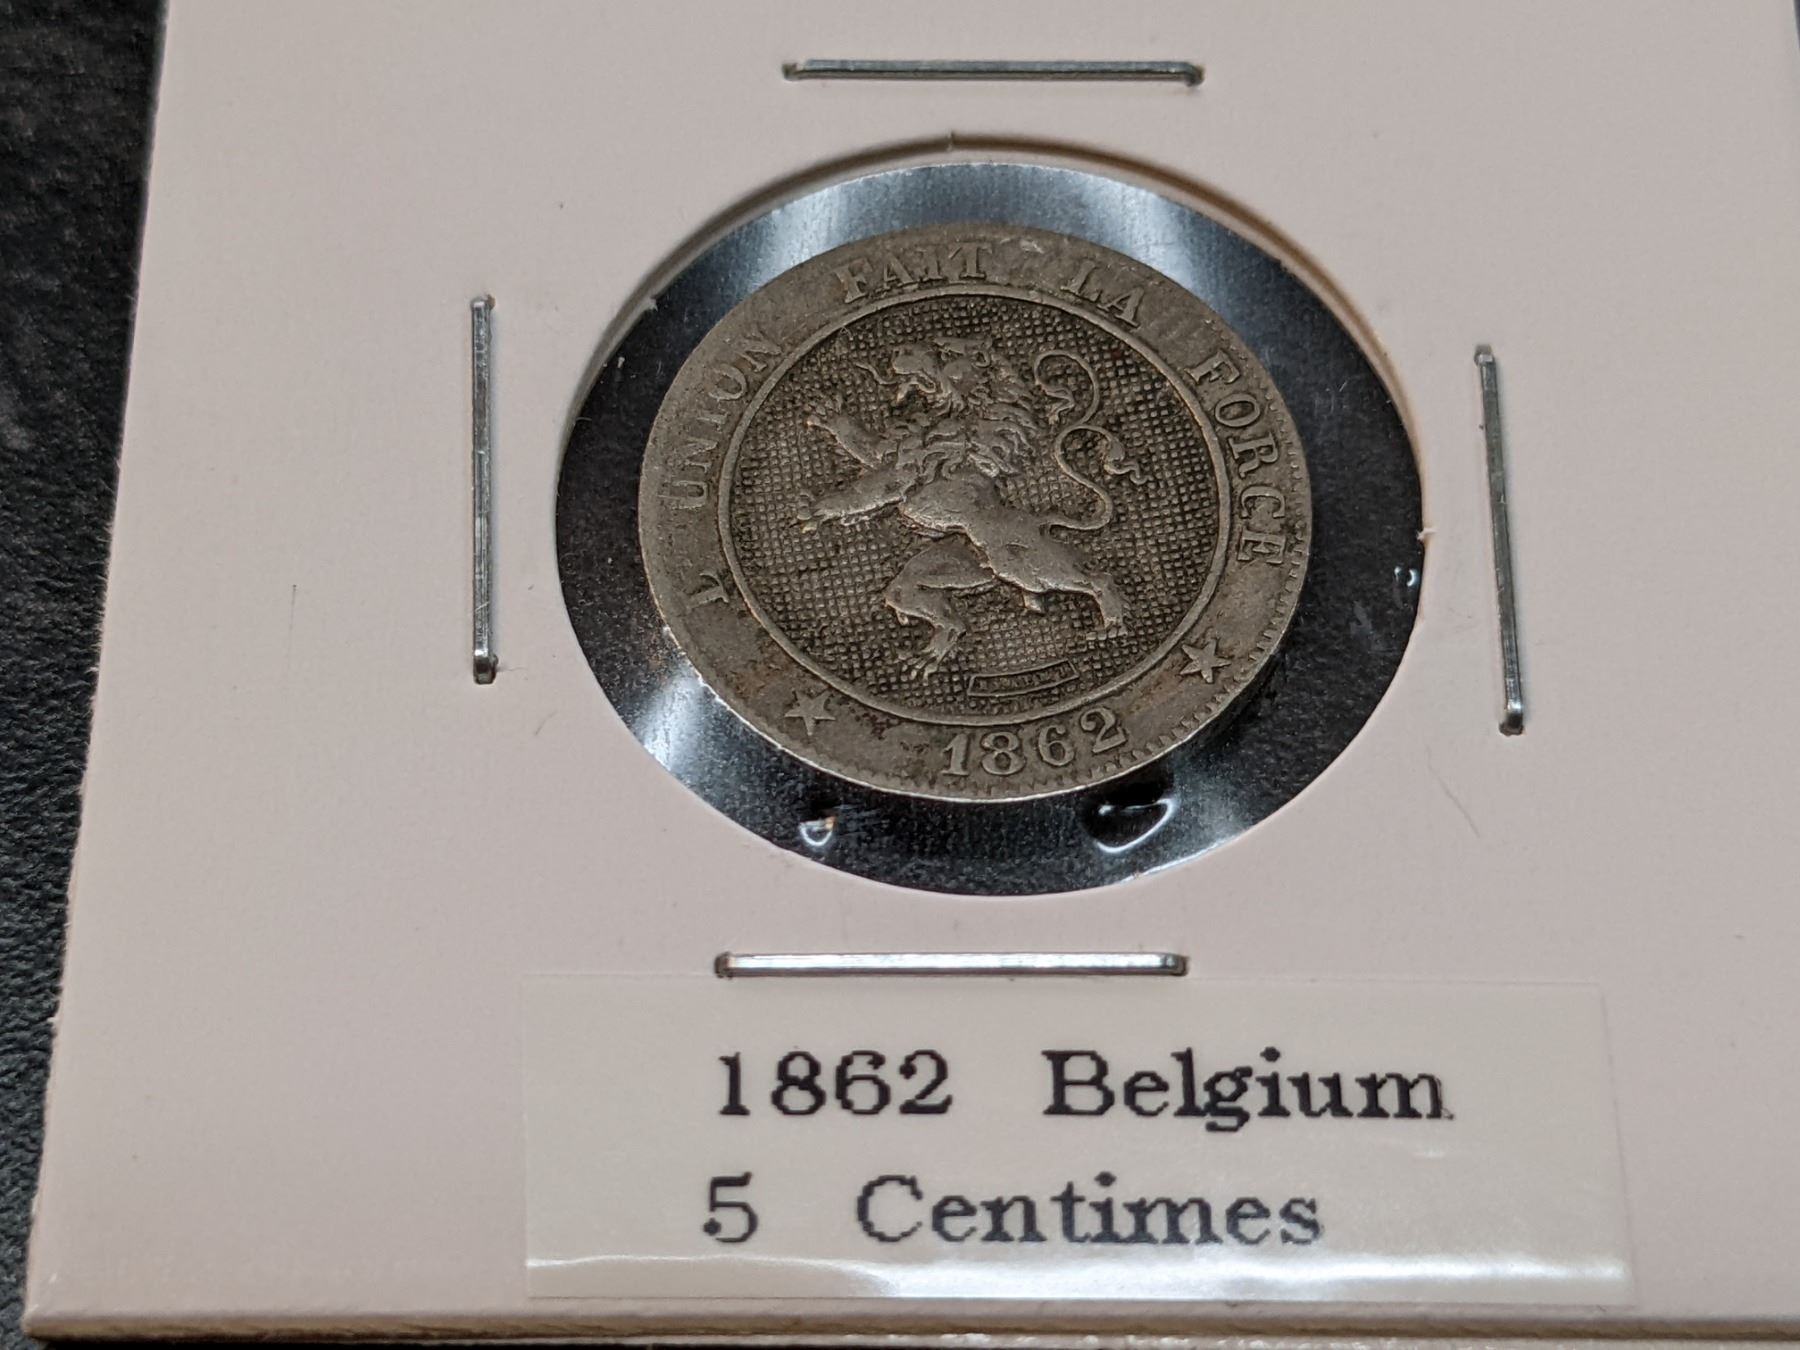 L'UNION FAIT LA FORCE
1862
1862 Belgium
5 Centimes